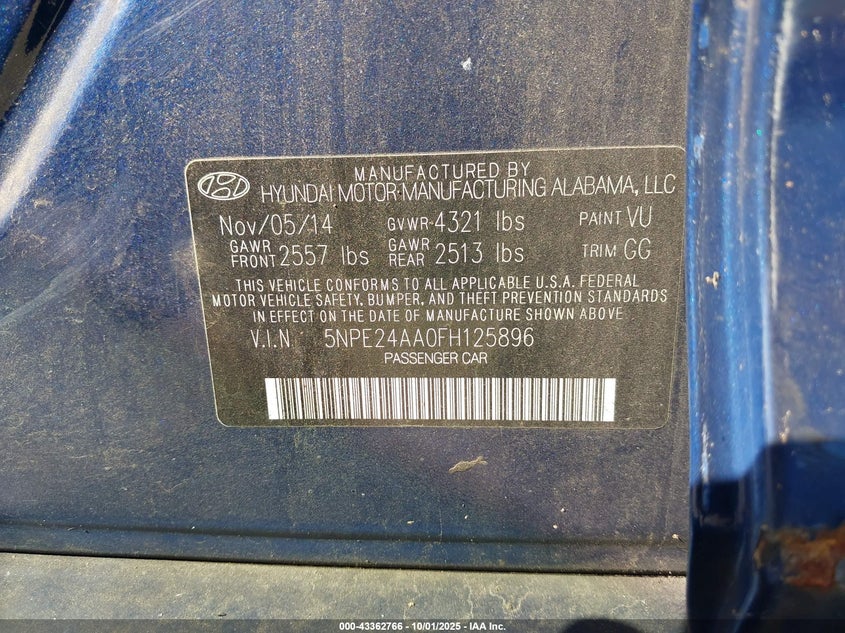 MANUFACTURED BY
HYUNDAI MOTOR MANUFACTURING ALABAMA, LLC
Nov/05/14 GVWR-4321 lbs PAINT VU
GAWR FRONT 2557 lbs GAWR REAR 2513 lbs TRIM GG
THIS VEHICLE CONFORMS TO ALL APPLICABLE U.S.A. FEDERAL
MOTOR VEHICLE SAFETY, BUMPER, AND THEFT PREVENTION STANDARDS
IN EFFECT ON THE DATE OF MANUFACTURE SHOWN ABOVE.
V.I.N 5NPE24AA0FH125896
PASSENGER CAR
000-43362766 - 10/01/2025 - IAA Inc.